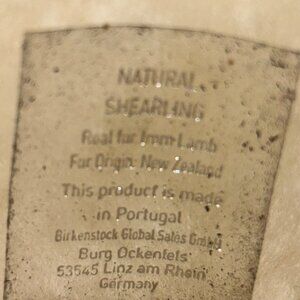 NATURAL
SHEARLING
Real fur Imm Lamb
Fur Origin: New Zealand
This product is made
in Portugal
Birkenstock Global Sales GmbH
Burg Ockenfels
53545 Linz am Rhein
Germany